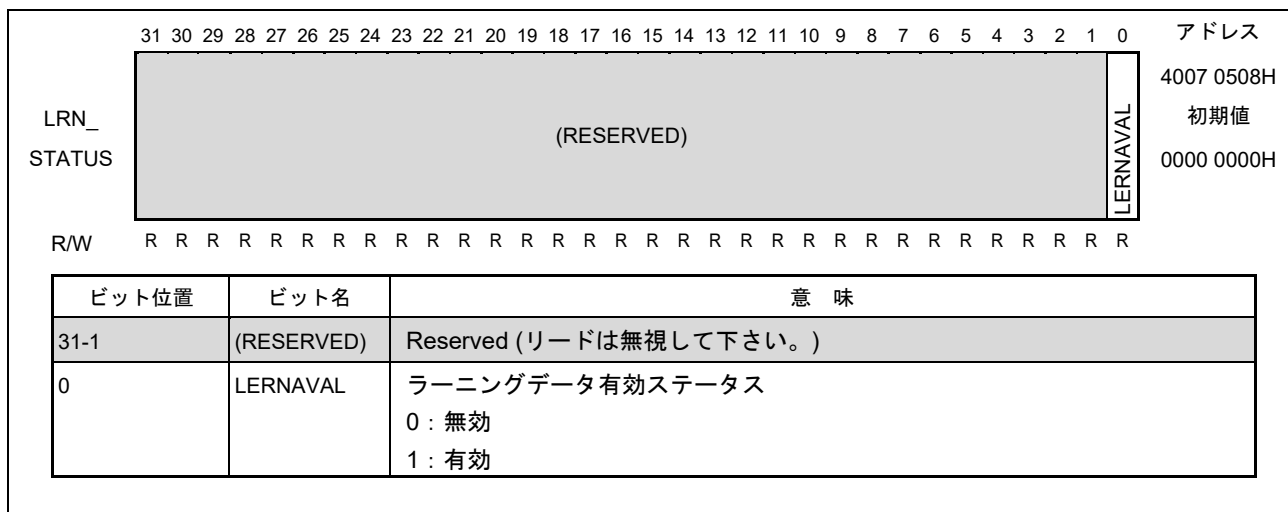 31 30 29 28 27 26 25 24 23 22 21 20 19 18 17 16 15 14 13 12 11 10 9 8 7 6 5 4 3 2 1 0 アドレス
4007 0508H
LRN_
STATUS
(RESERVED)
LERNAVAL
初期値
0000 0000H
R/W R R R R R R R R R R R R R R R R R R R R R R R R R R R R R R R R
ビット位置 ビット名 意 味
31-1 (RESERVED) Reserved (リードは無視して下さい。)
0 LERNAVAL ラーニングデータ有効ステータス
0：無効
1：有効